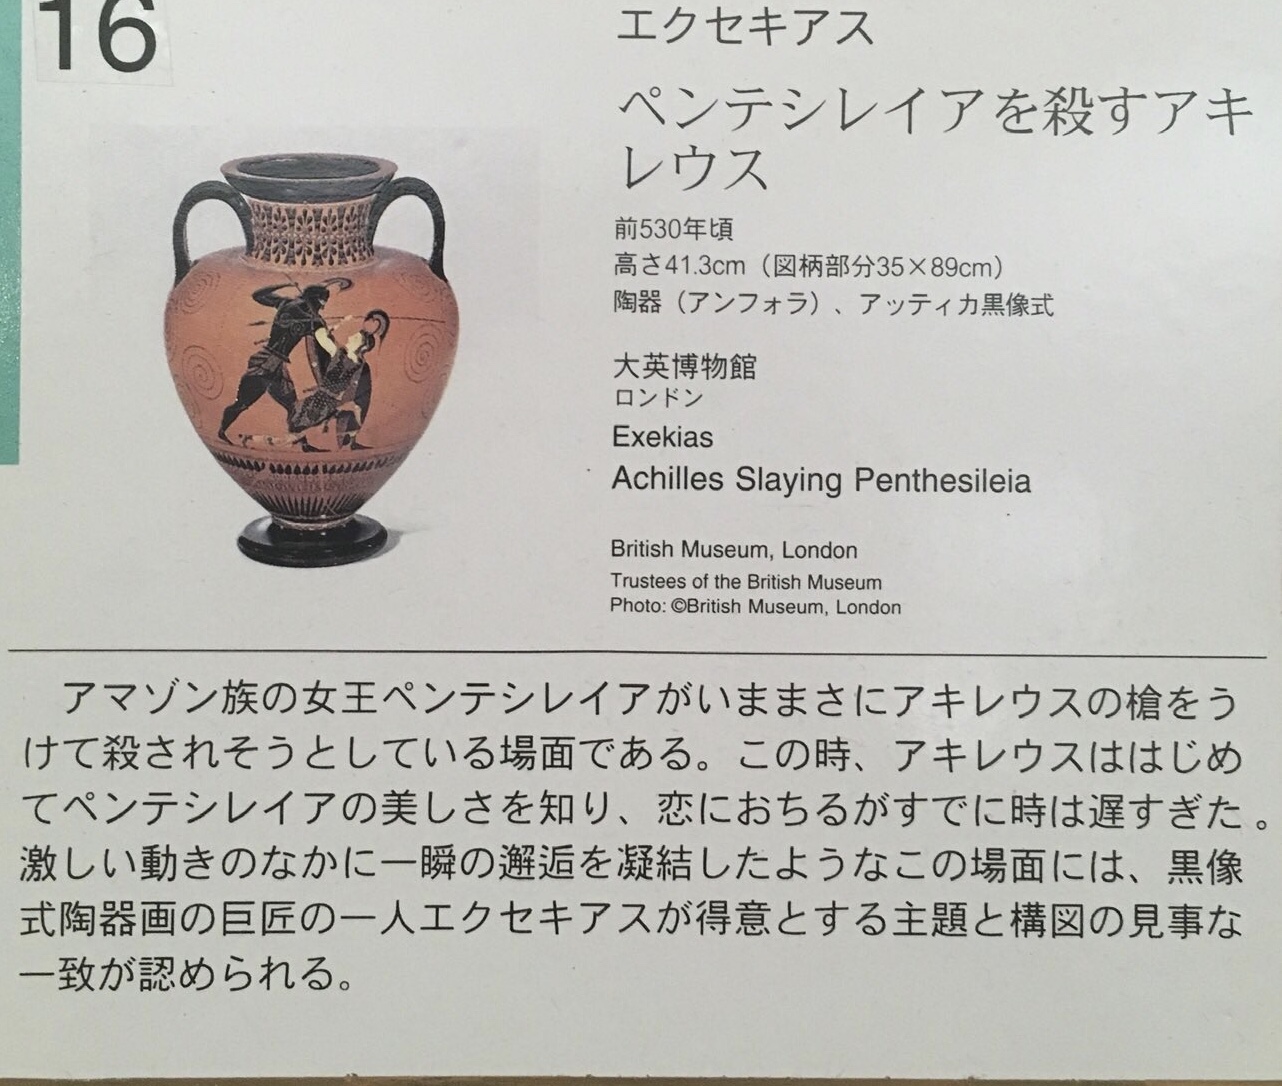 16
エクセキアス
ペンテシレイアを殺すアキ
レウス
前530年頃
高さ41.3cm（図柄部分35×89cm）
陶器（アンフォラ）、アッティカ黒像式
大英博物館
ロンドン
Exekias
Achilles Slaying Penthesileia
British Museum, London
Trustees of the British Museum
Photo: ©British Museum, London
アマゾン族の女王ペンテシレイアがいままさにアキレウスの槍をう
けて殺されそうとしている場面である。この時、アキレウスははじめ
てペンテシレイアの美しさを知り、恋におちるがすでに時は遅すぎた。
激しい動きのなかに一瞬の邂逅を凝結したようなこの場面には、黒像
式陶器画の巨匠の一人エクセキアスが得意とする主題と構図の見事な
一致が認められる。